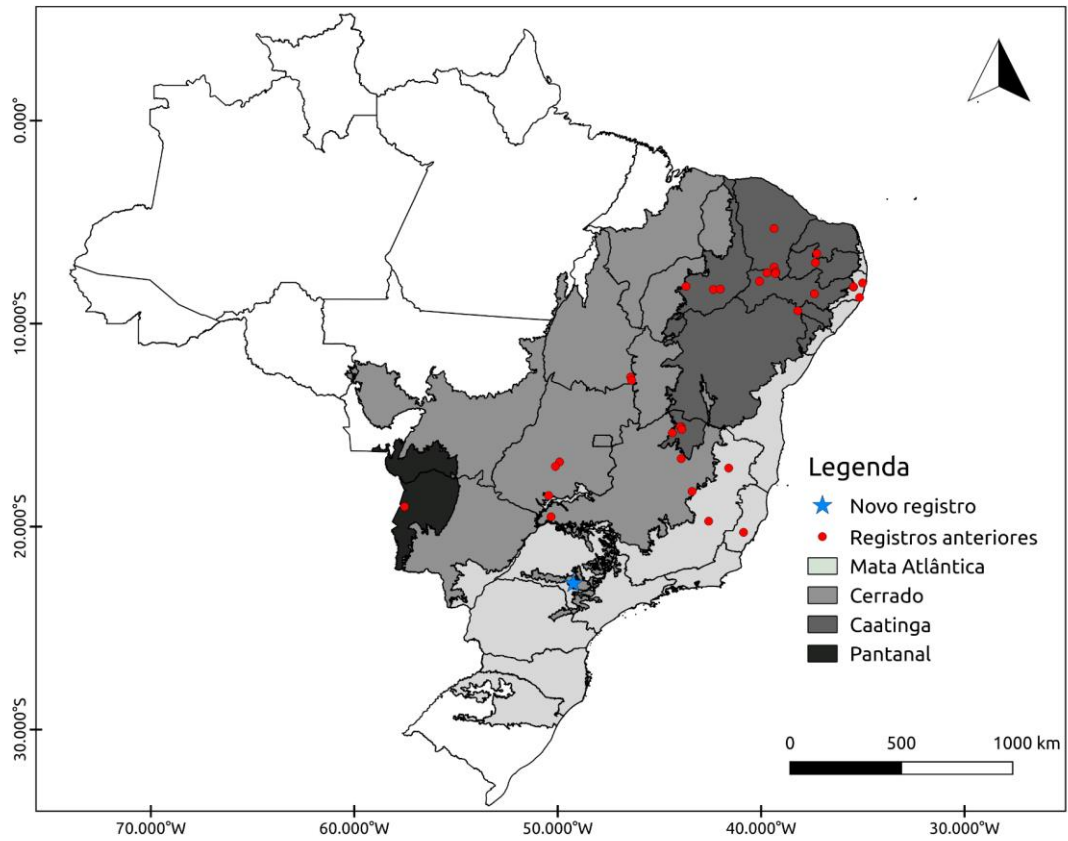 0.000°
10.000°S
20.000°S
30.000°S
Legenda
Novo registro
Registros anteriores
Mata Atlântica
Cerrado
Caatinga
Pantanal
0 500 1000 km
70.000°W 60.000°W 50.000°W 40.000°W 30.000°W